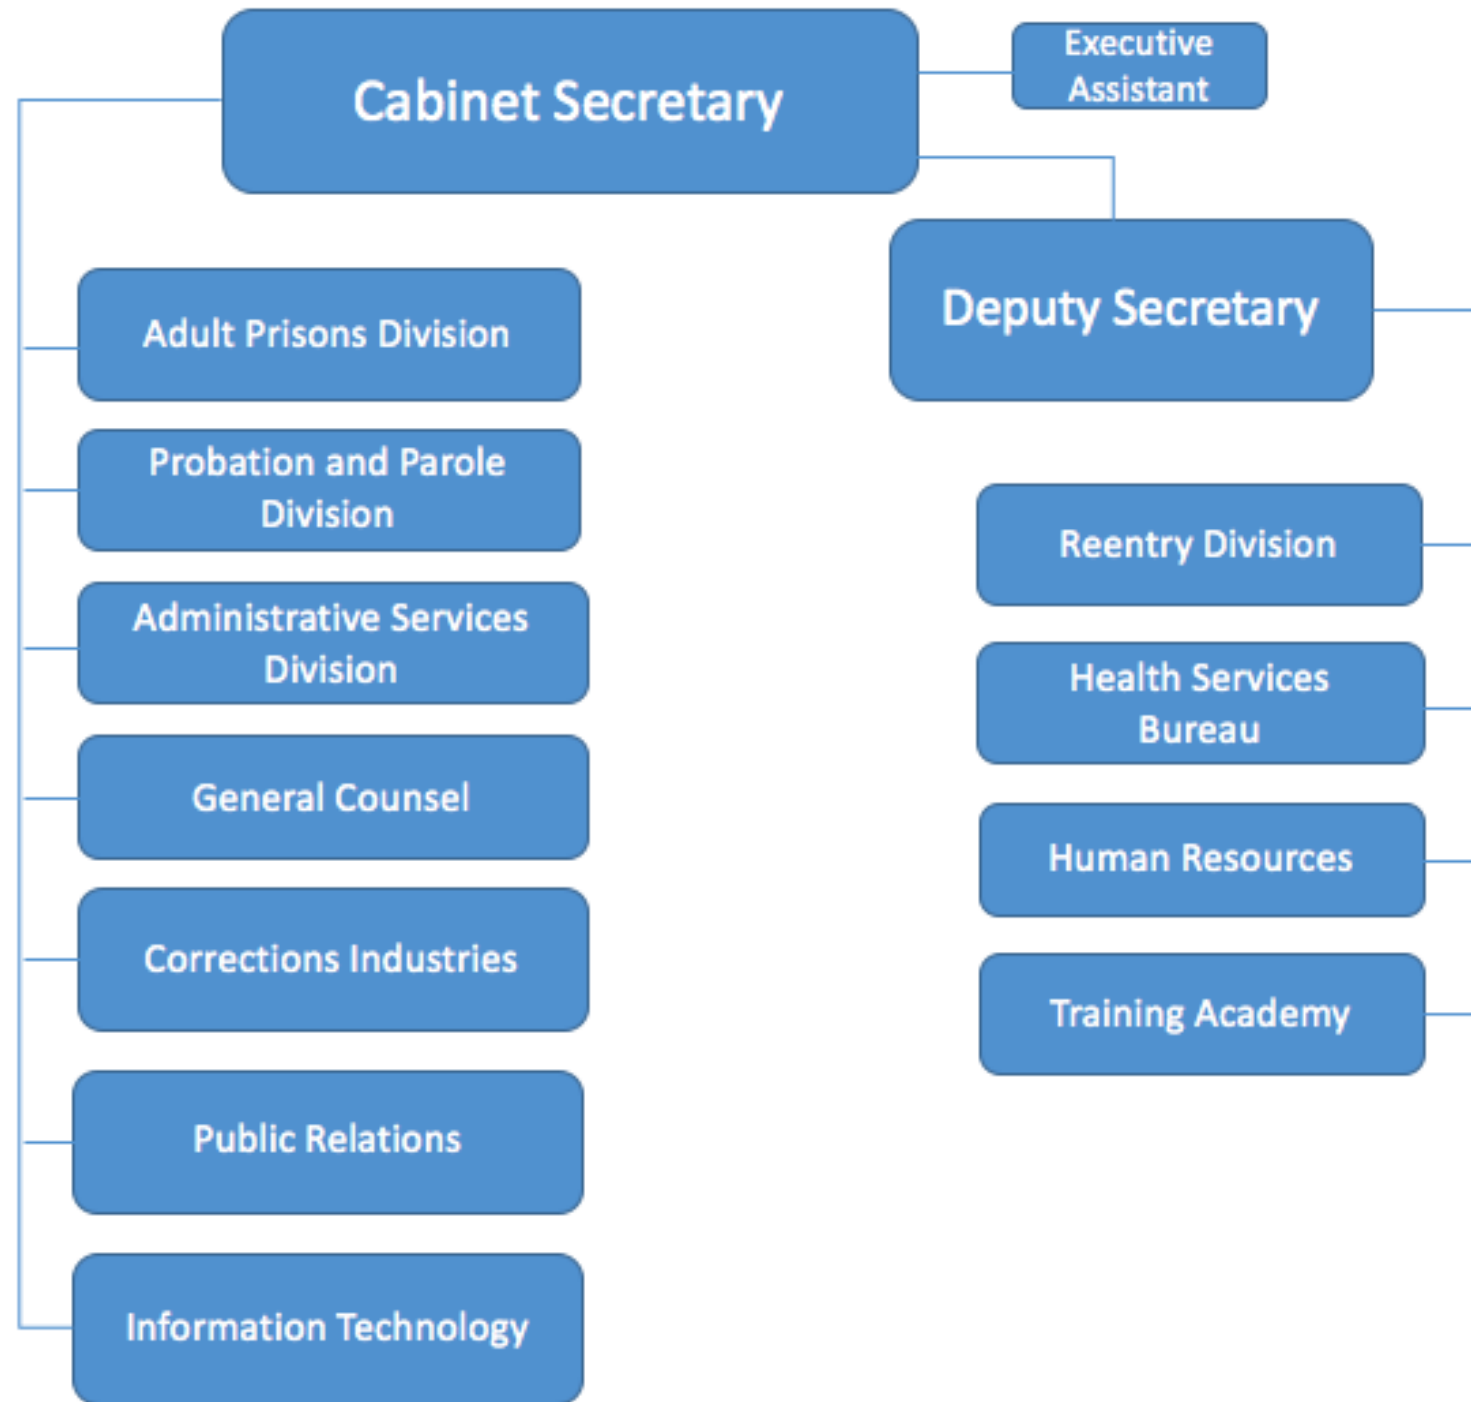 Cabinet Secretary
Executive
Assistant
Deputy Secretary
Adult Prisons Division
Probation and Parole
Division
Administrative Services
Division
General Counsel
Corrections Industries
Public Relations
Information Technology
Reentry Division
Health Services
Bureau
Human Resources
Training Academy